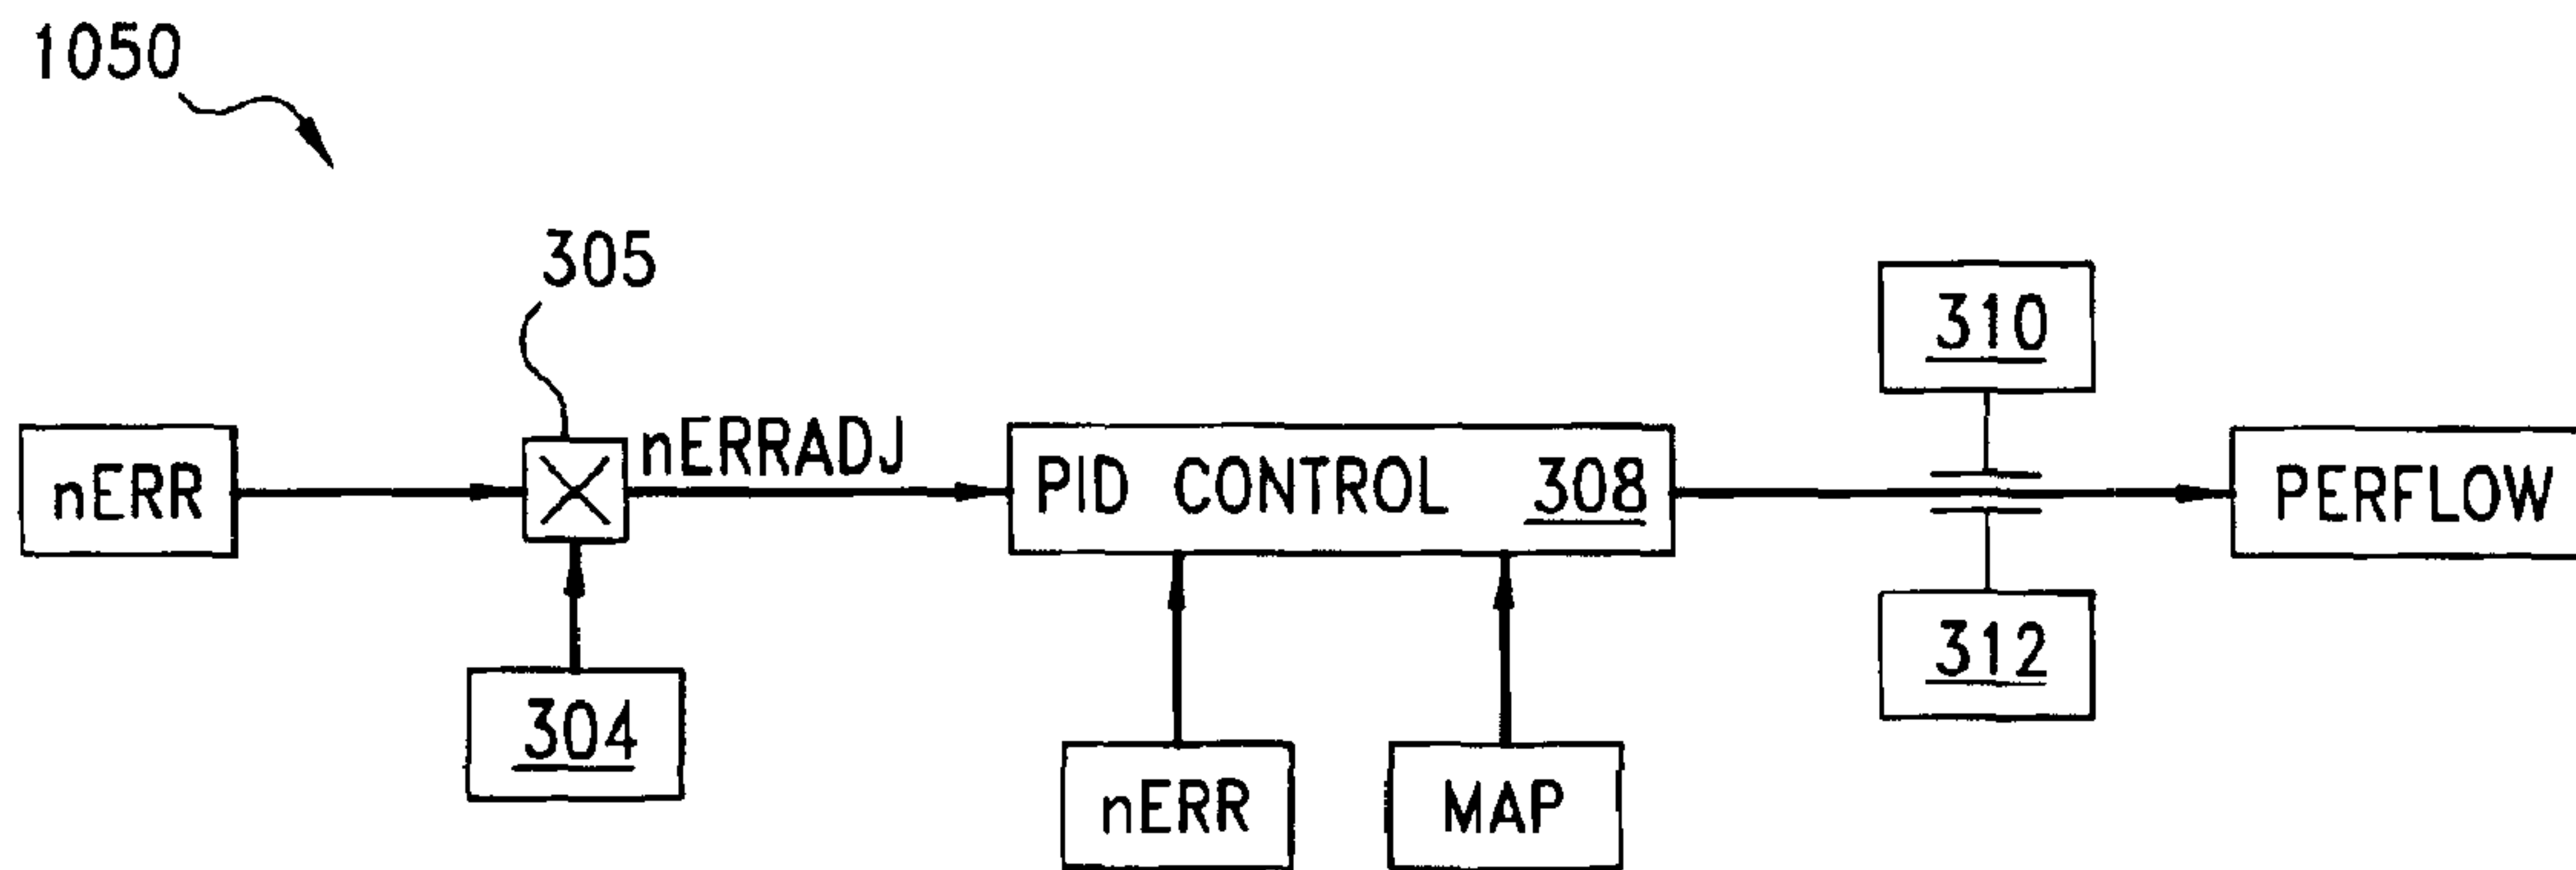 1050
305
310
nERR
nERRADJ
PID CONTROL 308
PERFLOW
304
312
nERR
MAP